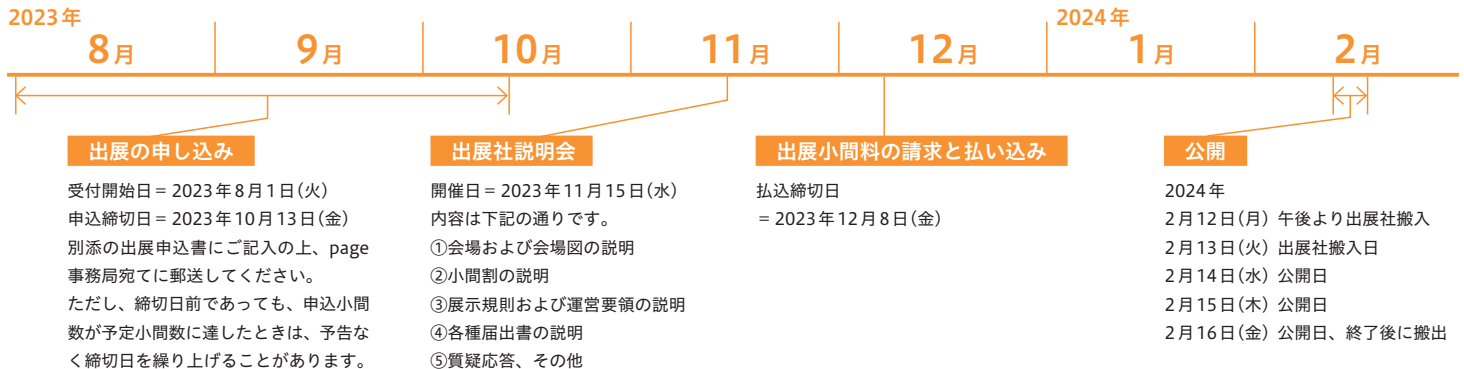 2023年
8月
9月
10月
11月
12月
2024年
1月
2月
出展の申し込み
受付開始日＝2023年8月1日(火)
申込締切日＝2023年10月13日(金)
別添の出展申込書にご記入の上、page
事務局宛てに郵送してください。
ただし、締切日前であっても、申込小間
数が予定小間数に達したときは、予告な
く締切日を繰り上げることがあります。
出展社説明会
開催日＝2023年11月15日(水)
内容は下記の通りです。
①会場および会場図の説明
②小間割の説明
③展示規則および運営要領の説明
④各種届出書の説明
⑤質疑応答、その他
出展小間料の請求と払い込み
払込締切日
＝2023年12月8日(金)
公開
2024年
2月12日(月) 午後より出展社搬入
2月13日(火) 出展社搬入日
2月14日(水) 公開日
2月15日(木) 公開日
2月16日(金) 公開日、終了後に搬出